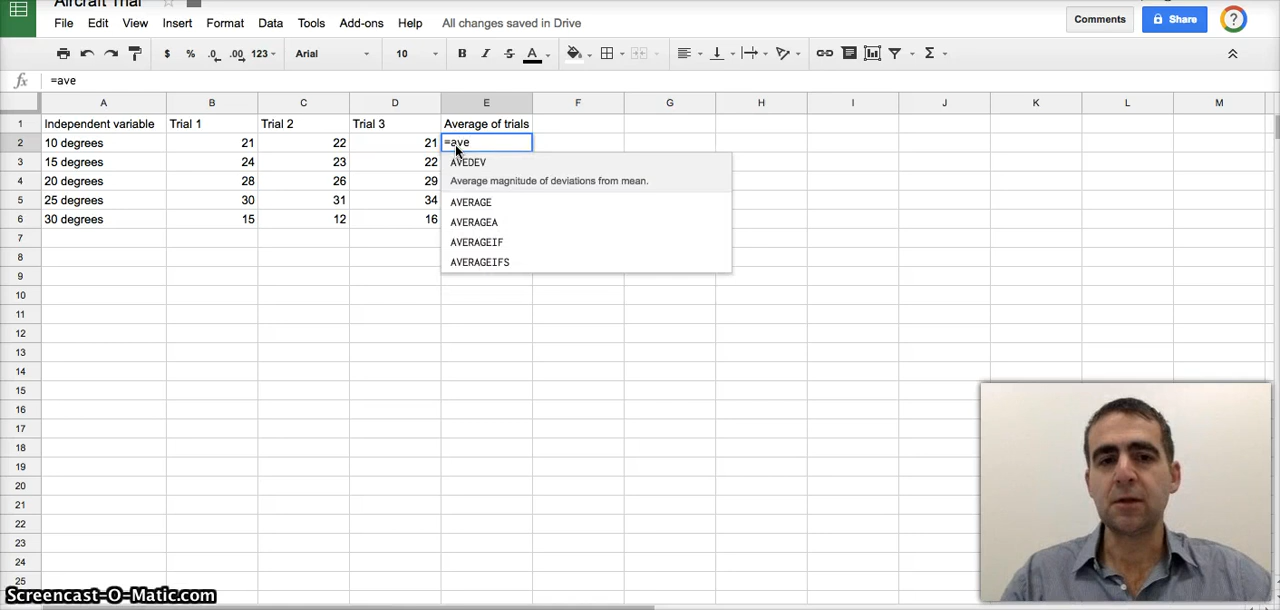 Aircraft Trial
File Edit View Insert Format Data Tools Add-ons Help All changes saved in Drive
Comments Share
$ % .0 .00 123 Arial 10 B I S A Σ
fx =ave
A B C D E F G H I J K L M
1 Independent variable Trial 1 Trial 2 Trial 3 Average of trials
2 10 degrees 21 22 21 =ave
3 15 degrees 24 23 22
4 20 degrees 28 26 29
5 25 degrees 30 31 34
6 30 degrees 15 12 16
AVEDEV
Average magnitude of deviations from mean.
AVERAGE
AVERAGEA
AVERAGEIF
AVERAGEIFS
7
8
9
10
11
12
13
14
15
16
17
18
19
20
21
22
23
24
25
Screencast-O-Matic.com